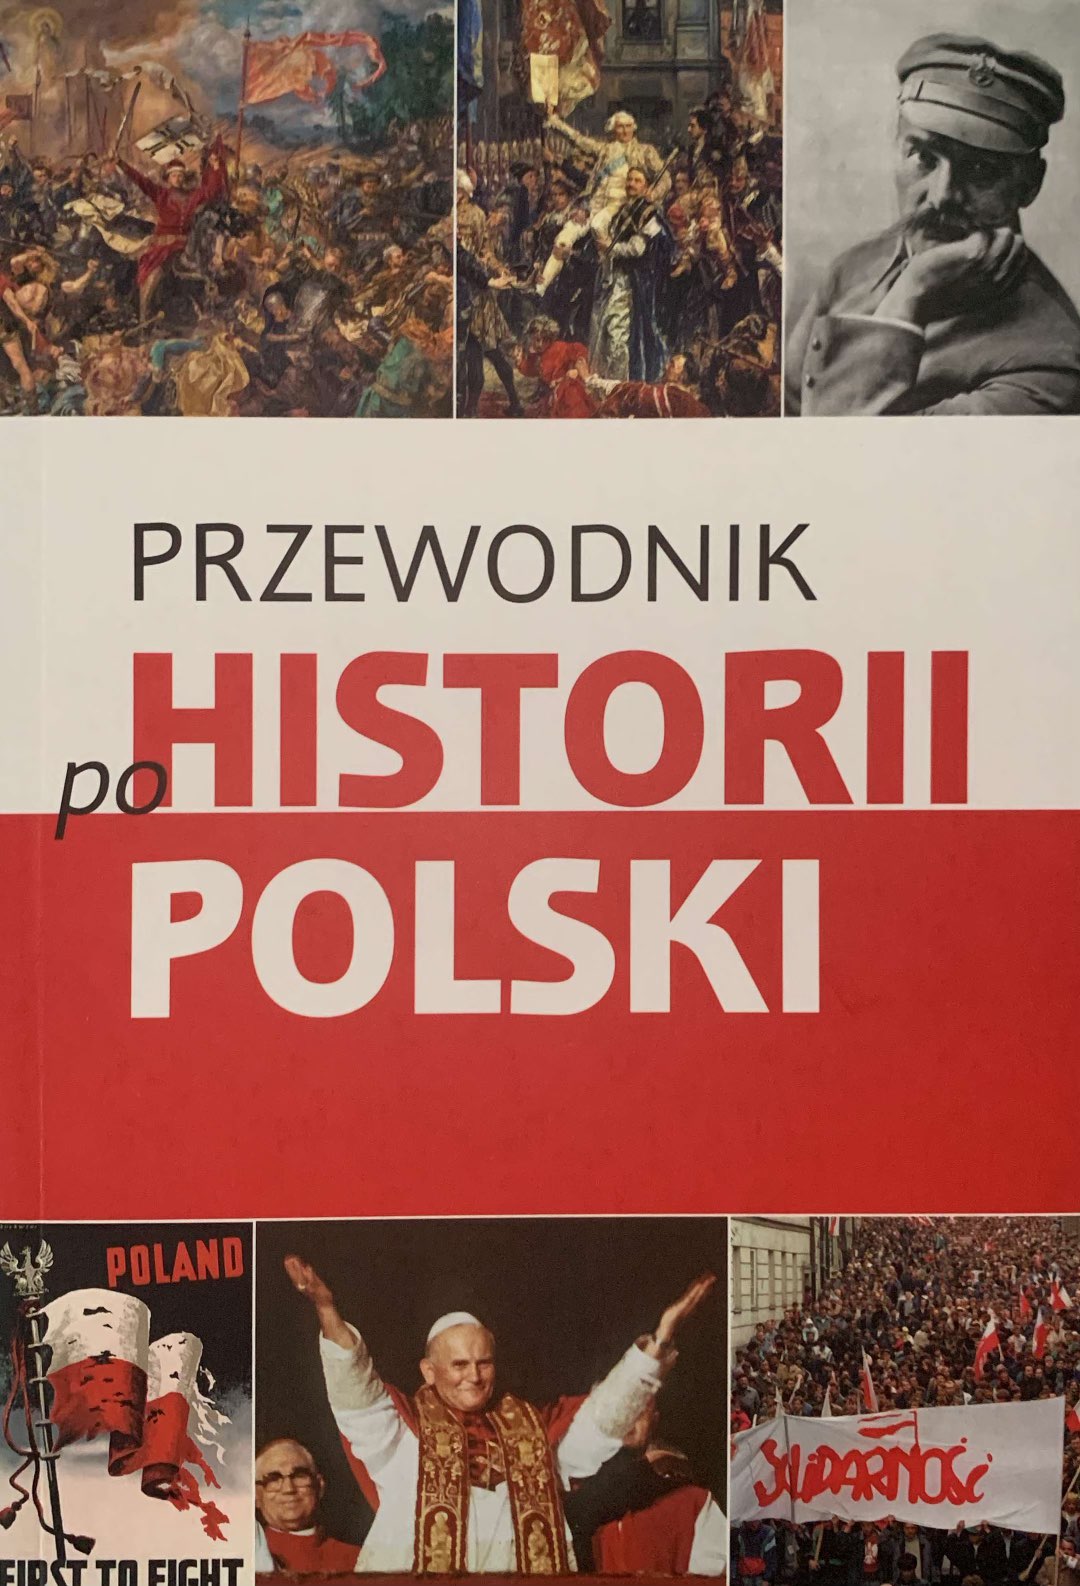 PRZEWODNIK
po HISTORII
POLSKI
POLAND
FIRST TO FIGHT
SOLIDARNOŚĆ